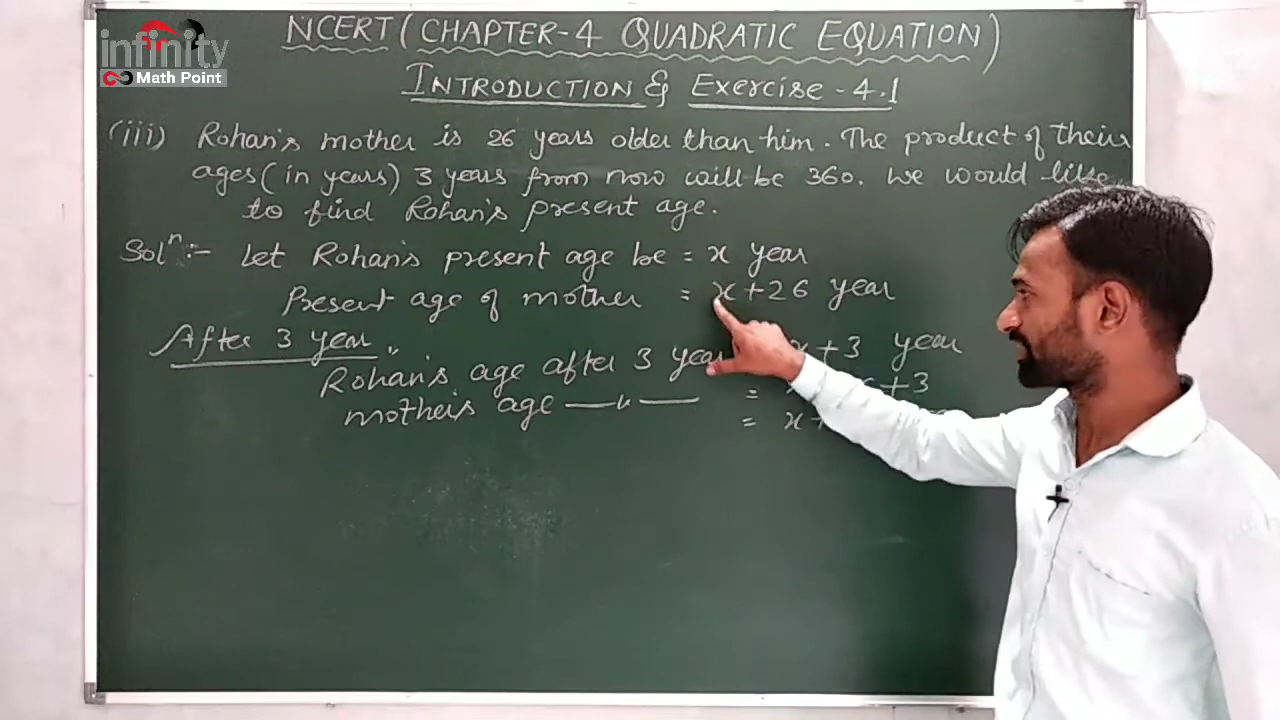 infinity
Math Point
NCERT (CHAPTER-4 QUADRATIC EQUATION)
INTRODUCTION & Exercise - 4.1
(iii) Rohan's mother is 26 years older than him. The product of their
ages (in years) 3 years from now will be 360. We would like
to find Rohan's present age.
Solⁿ:- Let Rohan's present age be = x year
Present age of mother = x+26 year
After 3 year,,
Rohan's age after 3 year x+3 year
mother's age —"— = +3
= x+